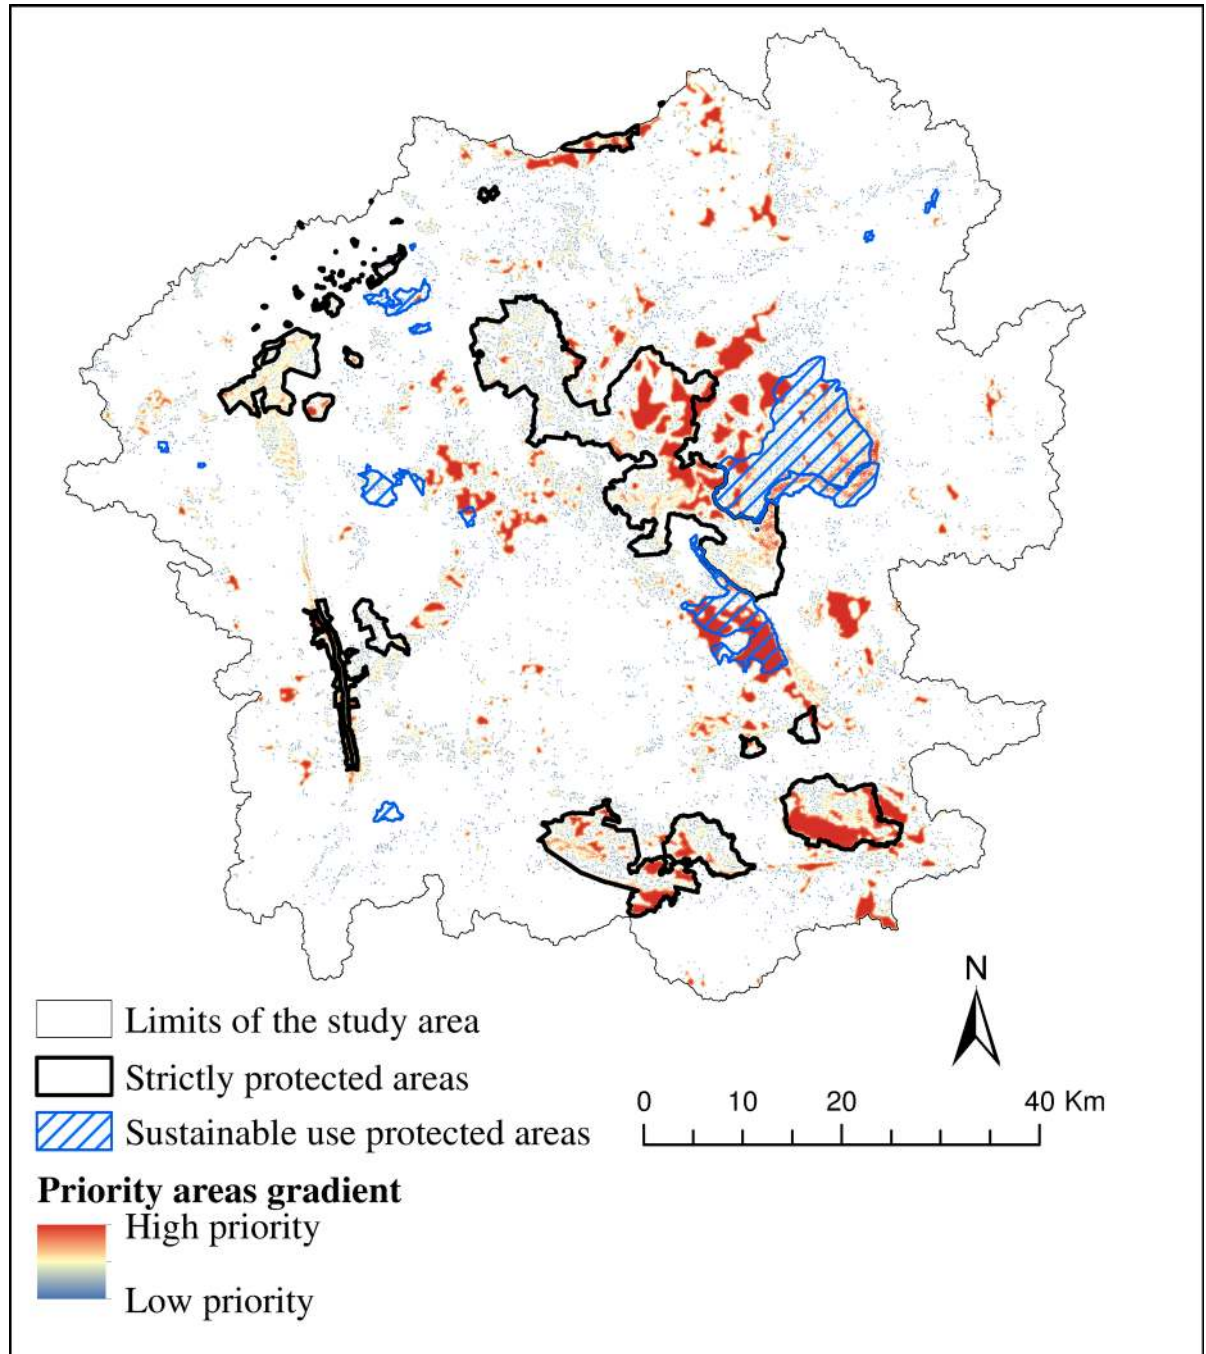 N
Limits of the study area
Strictly protected areas
0 10 20 40 Km
Sustainable use protected areas
Priority areas gradient
High priority
Low priority